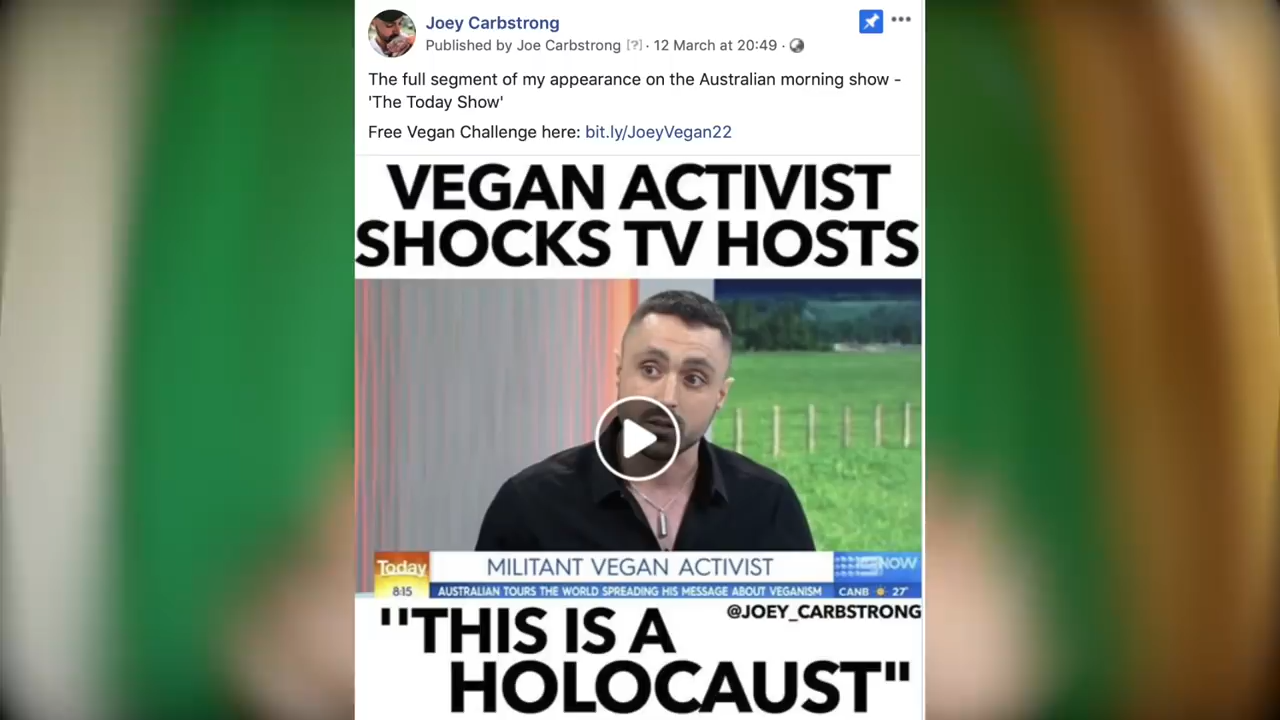 Joey Carbstrong
Published by Joe Carbstrong [?] · 12 March at 20:49 ·
The full segment of my appearance on the Australian morning show -
'The Today Show'
Free Vegan Challenge here: bit.ly/JoeyVegan22
VEGAN ACTIVIST
SHOCKS TV HOSTS
Today
8:15
MILITANT VEGAN ACTIVIST
NOW
AUSTRALIAN TOURS THE WORLD SPREADING HIS MESSAGE ABOUT VEGANISM
CANB 27°
@JOEY_CARBSTRONG
"THIS IS A
HOLOCAUST"